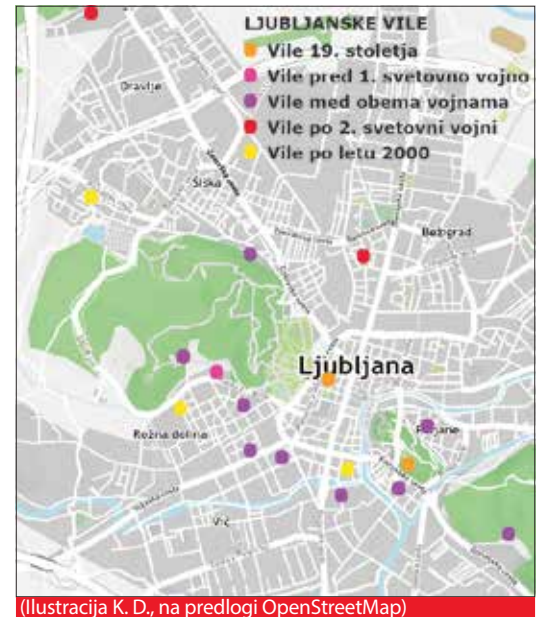 LJUBLJANSKE VILE
Vile 19. stoletja
Vile pred 1. svetovno vojno
Vile med obema vojnama
Vile po 2. svetovni vojni
Vile po letu 2000
Dravlje
Šiška
Bežigrad
Ljubljana
Rožna dolina
Vič
(Ilustracija K. D., na predlogi OpenStreetMap)